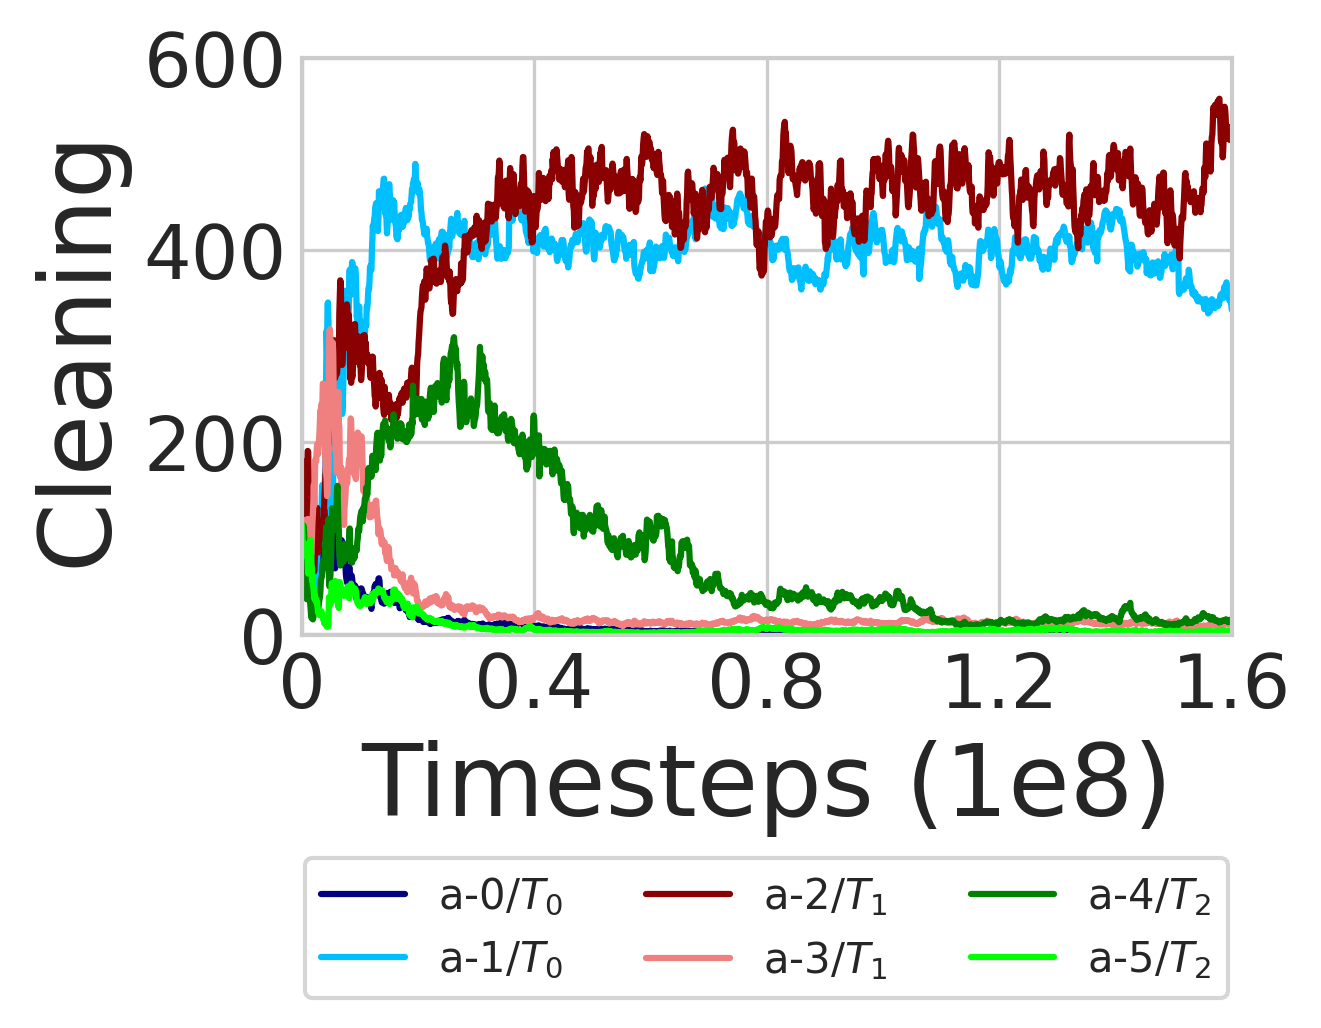 Cleaning
600
400
200
0
0 0.4 0.8 1.2 1.6
Timesteps (1e8)
a-0/T₀ a-2/T₁ a-4/T₂
a-1/T₀ a-3/T₁ a-5/T₂